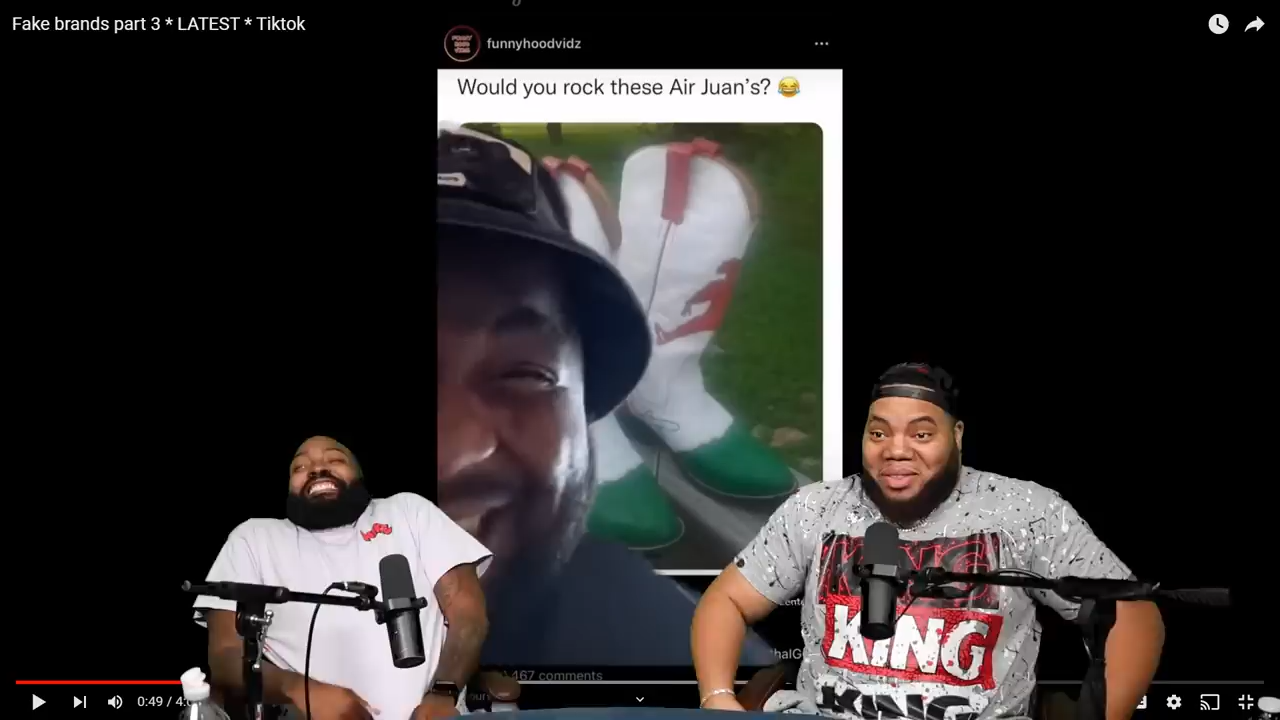 Fake brands part 3 * LATEST * Tiktok
funnyhoodvidz
Would you rock these Air Juan's? 😂
KING
KING
KING
467 comments
0:49 /